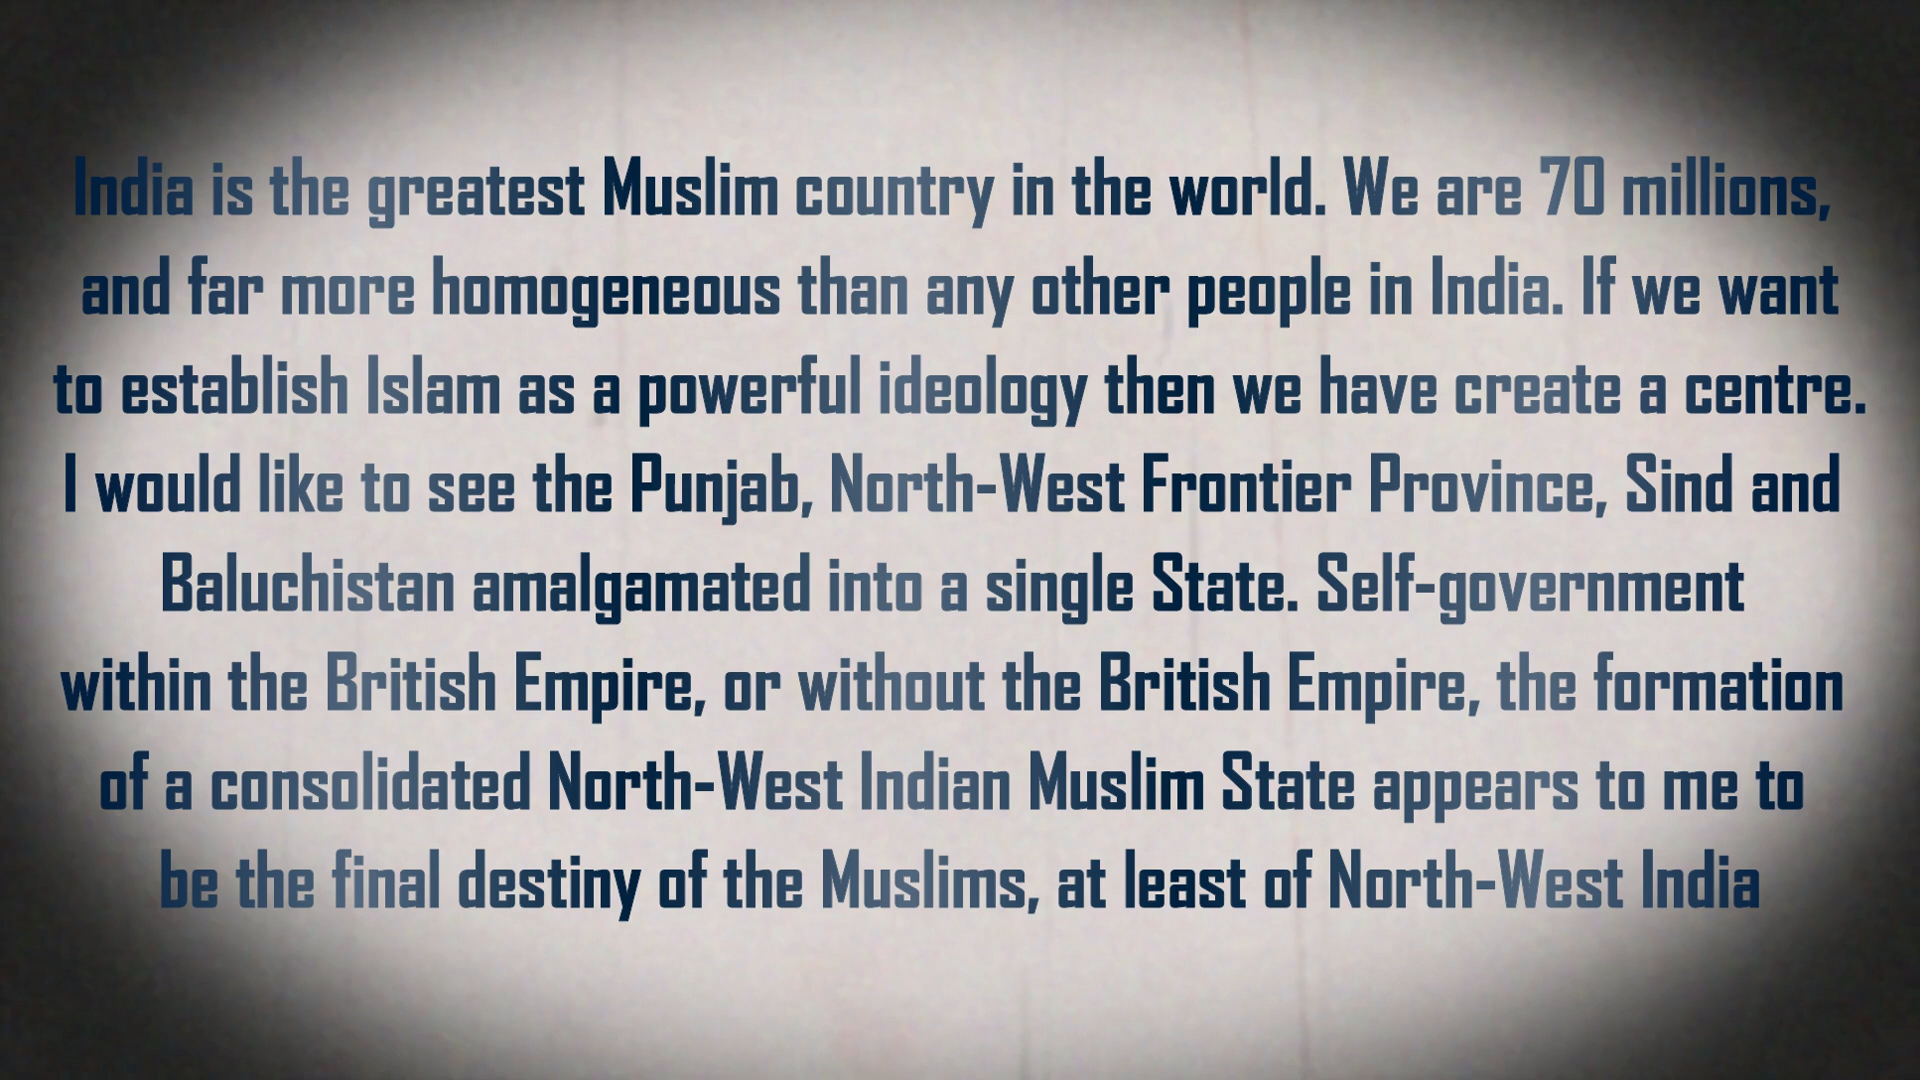 India is the greatest Muslim country in the world. We are 70 millions,
and far more homogeneous than any other people in India. If we want
to establish Islam as a powerful ideology then we have create a centre.
I would like to see the Punjab, North-West Frontier Province, Sind and
Baluchistan amalgamated into a single State. Self-government
within the British Empire, or without the British Empire, the formation
of a consolidated North-West Indian Muslim State appears to me to
be the final destiny of the Muslims, at least of North-West India